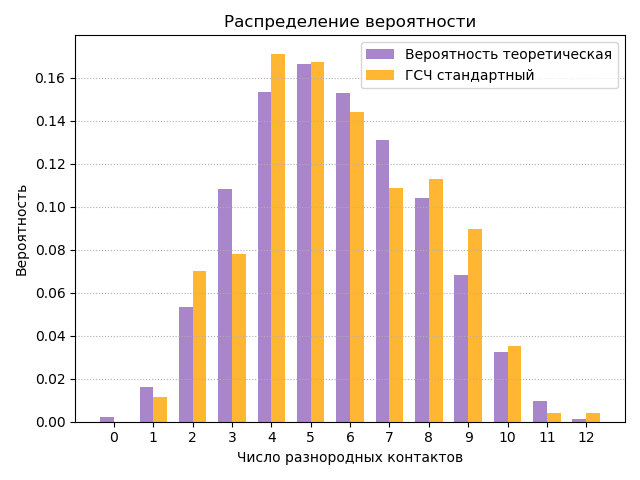 Распределение вероятности
Вероятность теоретическая
ГСЧ стандартный
Вероятность
0.16
0.14
0.12
0.10
0.08
0.06
0.04
0.02
0.00
0 1 2 3 4 5 6 7 8 9 10 11 12
Число разнородных контактов